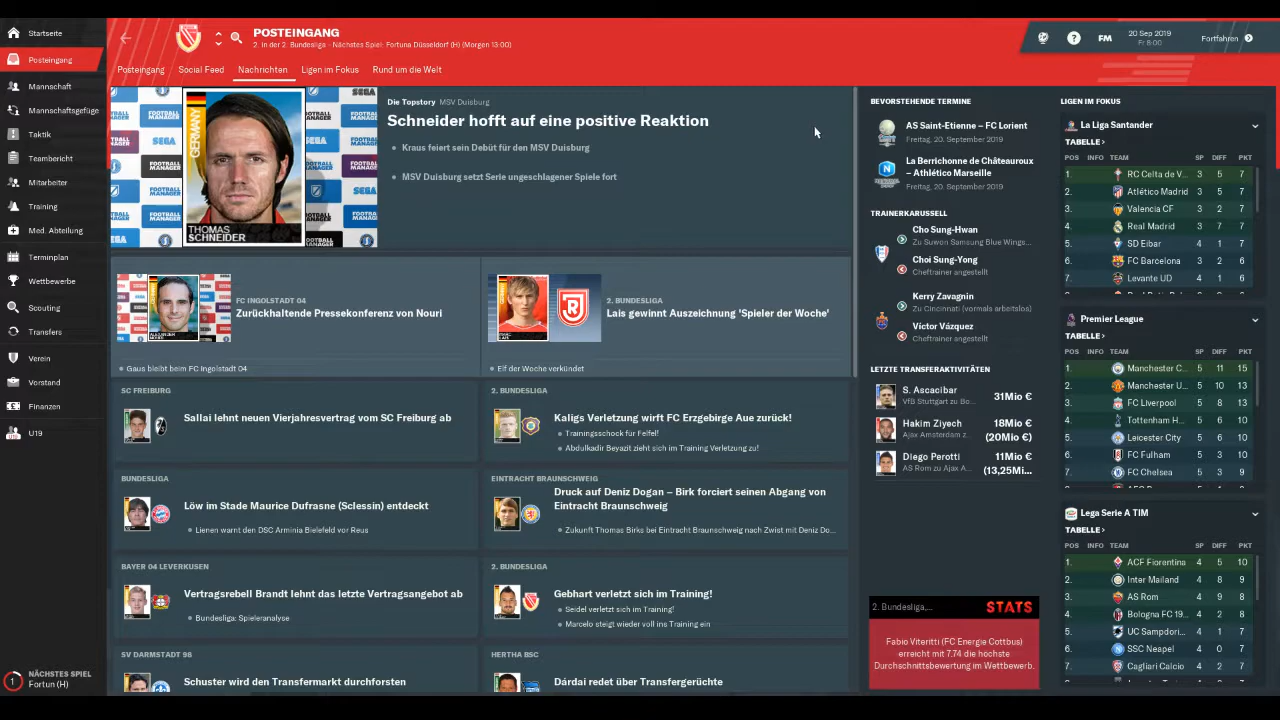 Startseite
Posteingang
Mannschaft
Mannschaftsgefüge
Taktik
Teambericht
Mitarbeiter
Training
Med. Abteilung
Terminplan
Wettbewerbe
Scouting
Transfers
Verein
Vorstand
Finanzen
U19
NÄCHSTES SPIEL
Fortun (H)
POSTEINGANG
2. in der 2. Bundesliga - Nächstes Spiel: Fortuna Düsseldorf (H) (Morgen 13:00)
FM
20 Sep 2019
Fr 8:00
Fortfahren
Posteingang Social Feed Nachrichten Ligen im Fokus Rund um die Welt
GERMANY
THOMAS
SCHNEIDER
Die Topstory MSV Duisburg
Schneider hofft auf eine positive Reaktion
Kraus feiert sein Debüt für den MSV Duisburg
MSV Duisburg setzt Serie ungeschlagener Spiele fort
FC INGOLSTADT 04
Zurückhaltende Pressekonferenz von Nouri
Gaus bleibt beim FC Ingolstadt 04
2. BUNDESLIGA
Lais gewinnt Auszeichnung 'Spieler der Woche'
Elf der Woche verkündet
SC FREIBURG
Sallai lehnt neuen Vierjahresvertrag vom SC Freiburg ab
2. BUNDESLIGA
Kaligs Verletzung wirft FC Erzgebirge Aue zurück!
Trainingsschock für Felfel!
Abdulkadir Beyazit zieht sich im Training Verletzung zu!
BUNDESLIGA
Löw im Stade Maurice Dufrasne (Sclessin) entdeckt
Lienen warnt den DSC Arminia Bielefeld vor Reus
EINTRACHT BRAUNSCHWEIG
Druck auf Deniz Dogan – Birk forciert seinen Abgang von
Eintracht Braunschweig
Zukunft Thomas Birks bei Eintracht Braunschweig nach Zwist mit Deniz Do...
BAYER 04 LEVERKUSEN
Vertragsrebell Brandt lehnt das letzte Vertragsangebot ab
Bundesliga: Spieleranalyse
2. BUNDESLIGA
Gebhart verletzt sich im Training!
Seidel verletzt sich im Training!
Marcelo steigt wieder voll ins Training ein
SV DARMSTADT 98
Schuster wird den Transfermarkt durchforsten
HERTHA BSC
Dárdai redet über Transfergerüchte
BEVORSTEHENDE TERMINE
AS Saint-Etienne – FC Lorient
Freitag, 20. September 2019
La Berrichonne de Châteauroux
– Athlético Marseille
Freitag, 20. September 2019
TRAINERKARUSSELL
Cho Sung-Hwan
Zu Suwon Samsung Blue Wings...
Choi Sung-Yong
Cheftrainer angestellt
Kerry Zavagnin
Zu Cincinnati (vormals arbeitslos)
Víctor Vázquez
Cheftrainer angestellt
LETZTE TRANSFERAKTIVITÄTEN
S. Ascacibar 31Mio €
VfB Stuttgart zu Bo...
Hakim Ziyech 18Mio €
Ajax Amsterdam z... (20Mio €)
Diego Perotti 11Mio €
AS Rom zu Ajax A... (13,25Mi...
2. Bundesliga,... STATS
Fabio Viteritti (FC Energie Cottbus)
erreicht mit 7.74 die höchste
Durchschnittsbewertung im Wettbewerb.
LIGEN IM FOKUS
La Liga Santander
TABELLE
POS INFO TEAM SP DIFF PKT
1. RC Celta de V... 3 5 7
2. Atlético Madrid 3 5 7
3. Valencia CF 3 2 7
4. Real Madrid 3 4 7
5. SD Eibar 4 1 7
6. FC Barcelona 3 2 7
7. Levante UD 4 1 6
Premier League
TABELLE
POS INFO TEAM SP DIFF PKT
1. Manchester C... 5 11 15
2. Manchester U... 5 10 13
3. FC Liverpool 5 8 13
4. Tottenham H... 5 6 10
5. Leicester City 5 6 10
6. FC Fulham 5 3 10
7. FC Chelsea 5 3 9
Lega Serie A TIM
TABELLE
POS INFO TEAM SP DIFF PKT
1. ACF Fiorentina 4 5 10
2. Inter Mailand 4 8 9
3. AS Rom 4 9 8
4. Bologna FC 19... 4 2 8
5. UC Sampdori... 4 1 7
6. SSC Neapel 4 0 7
7. Cagliari Calcio 4 2 7